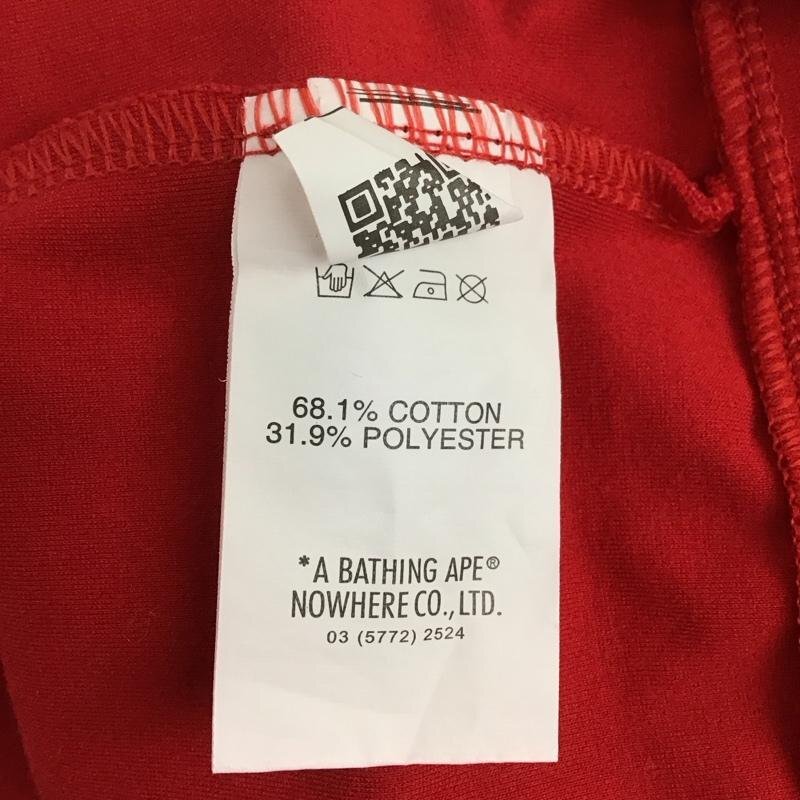 68.1% COTTON
31.9% POLYESTER
*A BATHING APE®
NOWHERE CO., LTD.
03 (5772) 2524